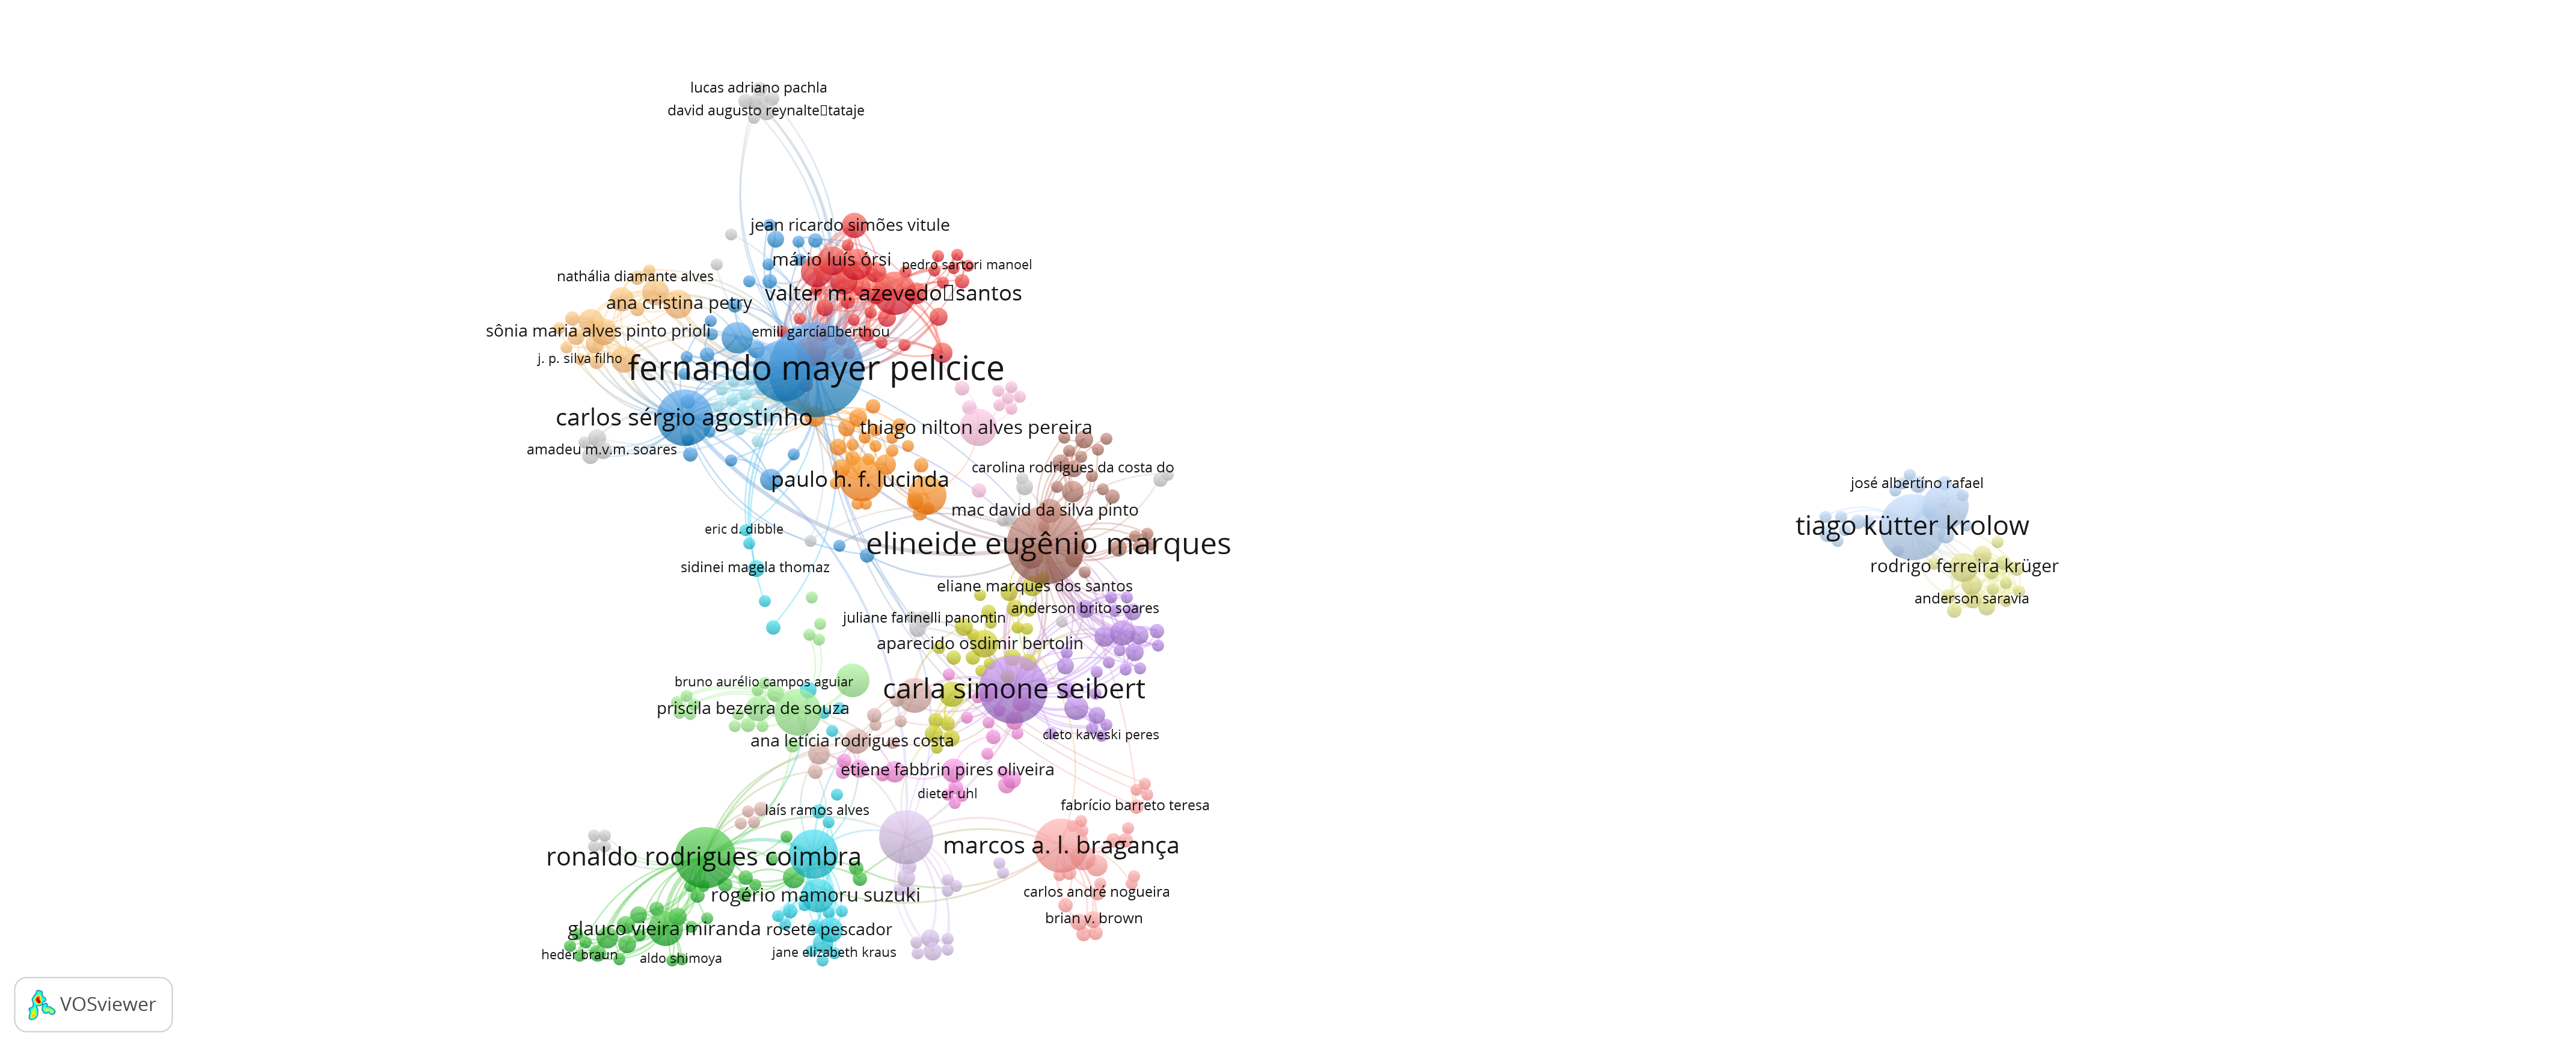 lucas adriano pachla
david augusto reynalte▯tataje
jean ricardo simões vitule
mário luís órsi
pedro sartori manoel
nathália diamante alves
valter m. azevedo▯santos
ana cristina petry
sônia maria alves pinto prioli
emili garcía▯berthou
j. p. silva filho
fernando mayer pelicice
carlos sérgio agostinho
thiago nilton alves pereira
amadeu m.v.m. soares
carolina rodrigues da costa do
paulo h. f. lucinda
mac david da silva pinto
eric d. dibble
elineide eugênio marques
sidinei magela thomaz
eliane marques dos santos
anderson brito soares
juliane farinelli panontin
aparecido osdimir bertolin
bruno aurélio campos aguiar
carla simone seibert
priscila bezerra de souza
cleto kaveski peres
ana letícia rodrigues costa
etiene fabbrin pires oliveira
dieter uhl
fabrício barreto teresa
laís ramos alves
marcos a. l. bragança
ronaldo rodrigues coimbra
carlos andré nogueira
rogério mamoru suzuki
brian v. brown
glauco vieira miranda
rosete pescador
jane elizabeth kraus
heder braun
aldo shimoya
josé albertino rafael
tiago kütter krolow
rodrigo ferreira krüger
anderson saravia
VOSviewer